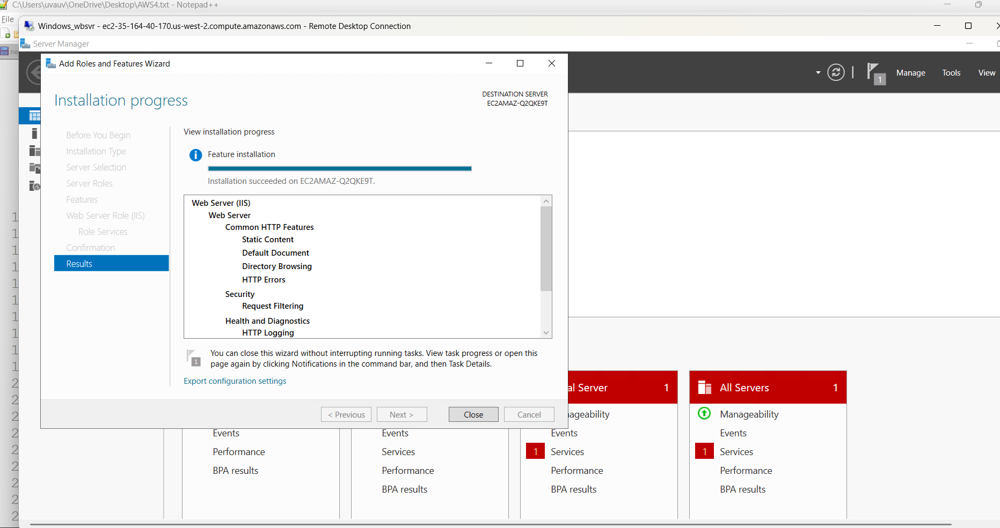 C:\Users\uvauv\OneDrive\Desktop\AWS4.txt - Notepad++
File
Windows_wbsvr - ec2-35-164-40-170.us-west-2.compute.amazonaws.com - Remote Desktop Connection
Server Manager
ne
Add Roles and Features Wizard
1
Manage
Tools
View
Installation progress
DESTINATION SERVER
EC2AMAZ-Q2QKE9T
Before You Begin
Installation Type
Server Selection
Server Roles
Features
Web Server Role (IIS)
Role Services
Confirmation
Results
View installation progress
Feature installation
Installation succeeded on EC2AMAZ-Q2QKE9T.
Web Server (IIS)
Web Server
Common HTTP Features
Static Content
Default Document
Directory Browsing
HTTP Errors
Security
Request Filtering
Health and Diagnostics
HTTP Logging
1
You can close this wizard without interrupting running tasks. View task progress or open this
page again by clicking Notifications in the command bar, and then Task Details.
Export configuration settings
< Previous
Next >
Close
Cancel
Events
Performance
BPA results
Events
Services
Performance
BPA results
al Server 1
ageability
Events
1 Services
Performance
BPA results
All Servers 1
Manageability
Events
1 Services
Performance
BPA results
1
1
1
1
1
1
1
1
1
1
2
2
2
2
2
2
2
2
2